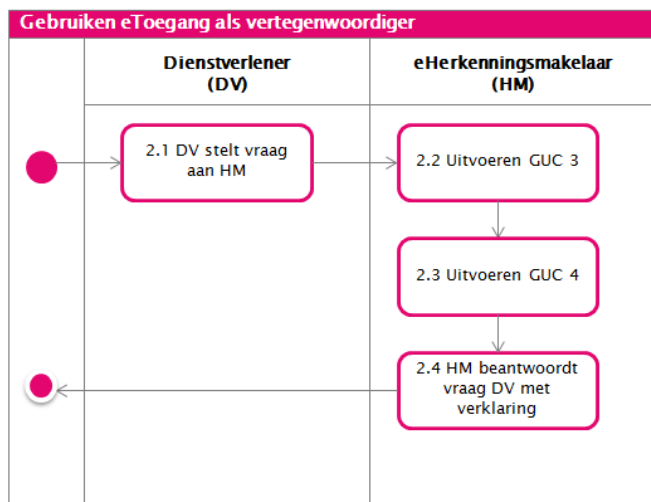 Gebruiken eToegang als vertegenwoordiger
Dienstverlener
(DV)
eHerkenningsmakelaar
(HM)
2.1 DV stelt vraag
aan HM
2.2 Uitvoeren GUC 3
2.3 Uitvoeren GUC 4
2.4 HM beantwoordt
vraag DV met
verklaring